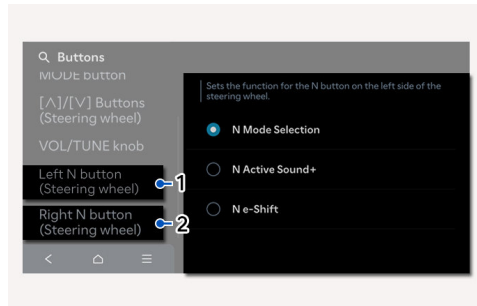 Buttons
MODE button
[∧]/[∨] Buttons
(Steering wheel)
VOL/TUNE knob
Left N button
(Steering wheel)
Right N button
(Steering wheel)
1
2
Sets the function for the N button on the left side of the
steering wheel.
N Mode Selection
N Active Sound+
N e-Shift